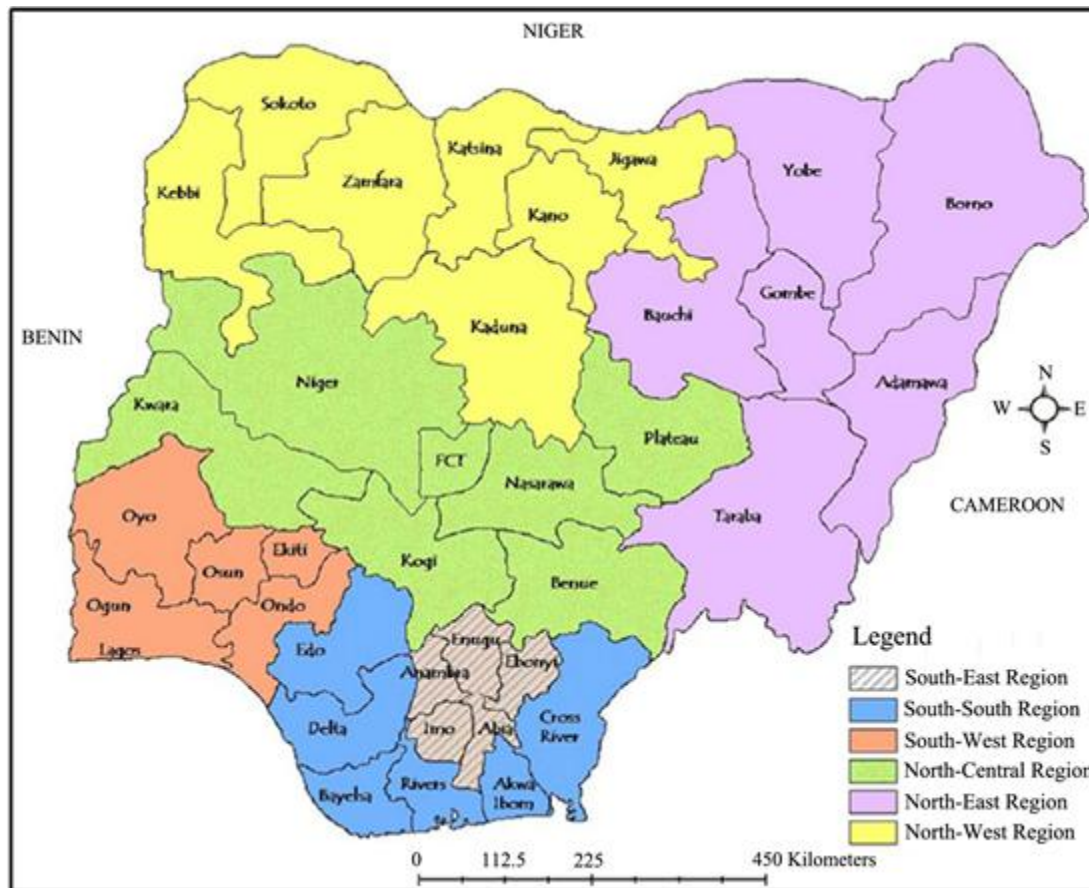 NIGER
Sokoto
Katsina
Jigawa
Kebbi
Zamfara
Yobe
Borno
Kano
Gombe
Bauchi
Kaduna
BENIN
Niger
Adamawa
Kwara
N
W E
S
Plateau
FCT
Nasarawa
CAMEROON
Oyo
Taraba
Kogi
Ekiti
Osun
Benue
Ogun
Ondo
Lagos
Edo
Enugu
Ebonyi
Anambra
Delta
Imo
Abia
Cross
River
Rivers
Akwa
Ibom
Legend
South-East Region
South-South Region
South-West Region
North-Central Region
North-East Region
North-West Region
0 112.5 225 450 Kilometers